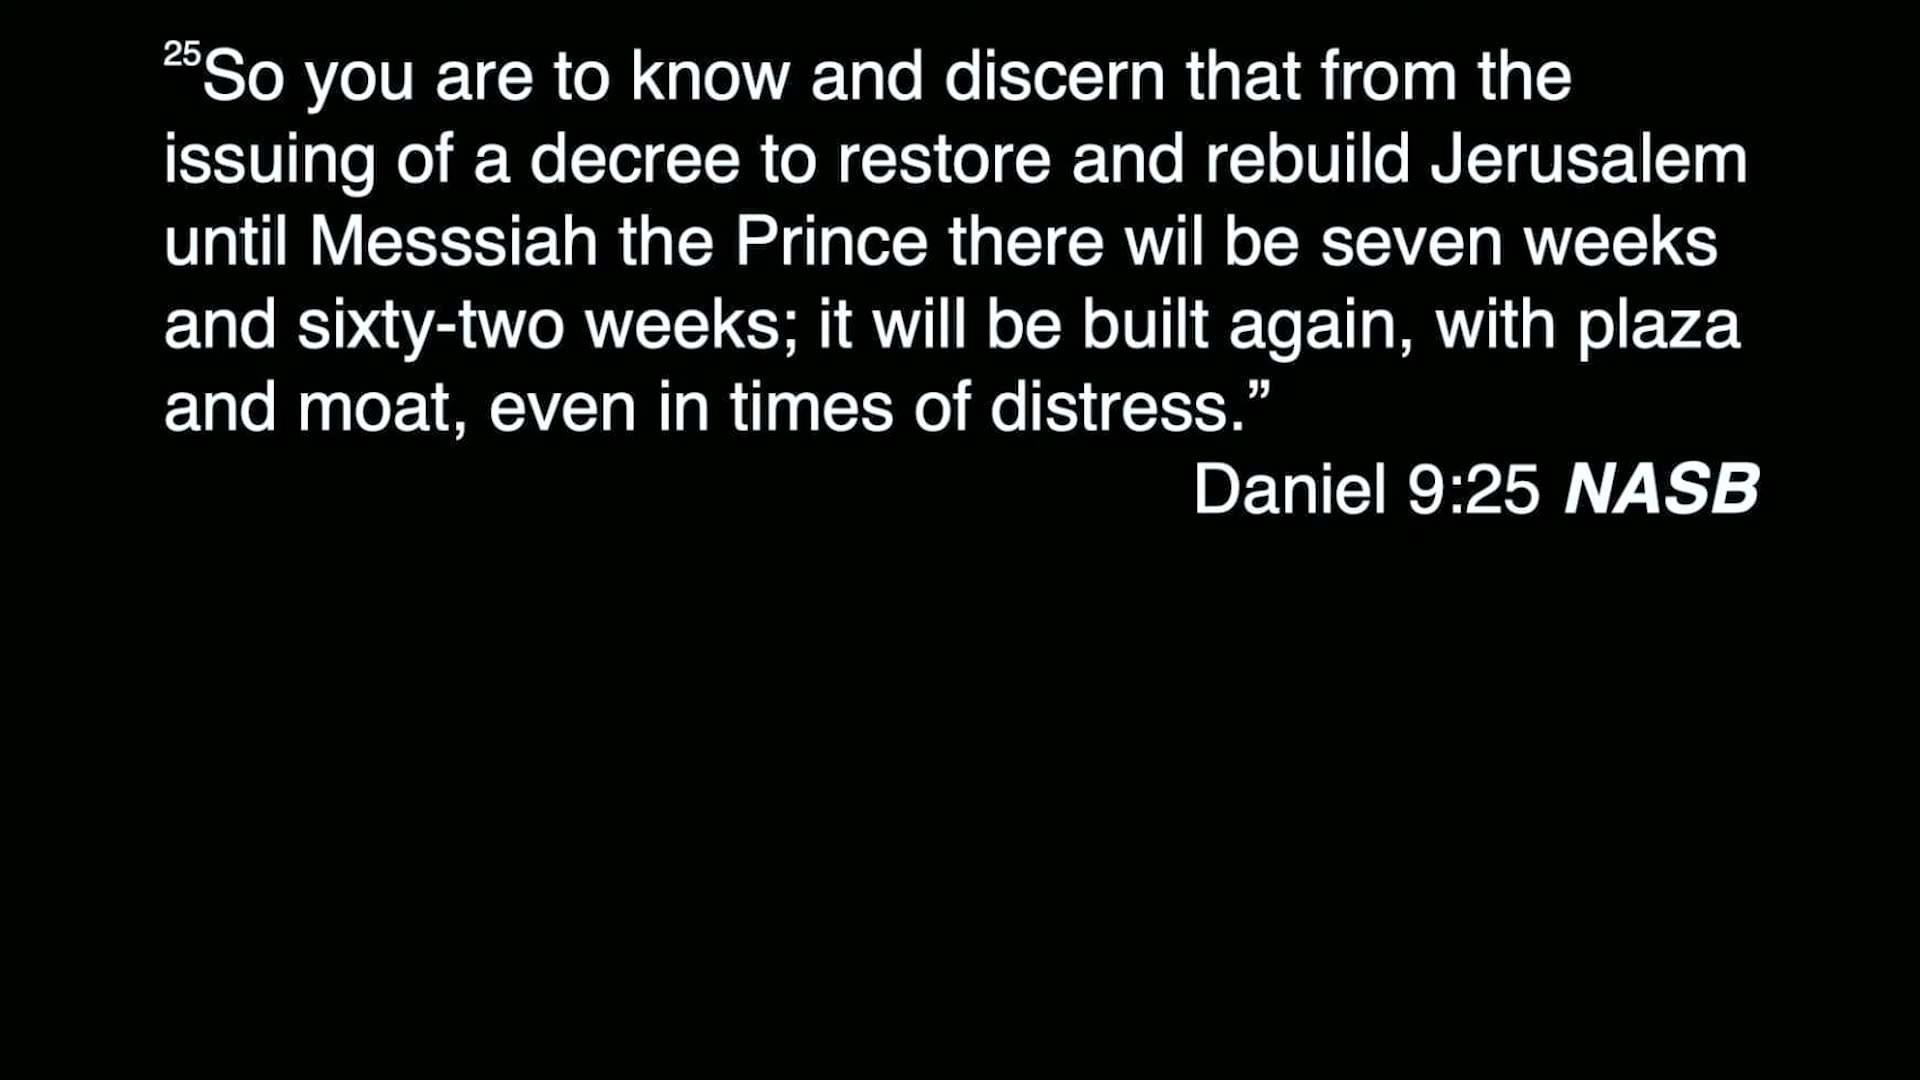 25So you are to know and discern that from the
issuing of a decree to restore and rebuild Jerusalem
until Messsiah the Prince there wil be seven weeks
and sixty-two weeks; it will be built again, with plaza
and moat, even in times of distress.”
Daniel 9:25 NASB